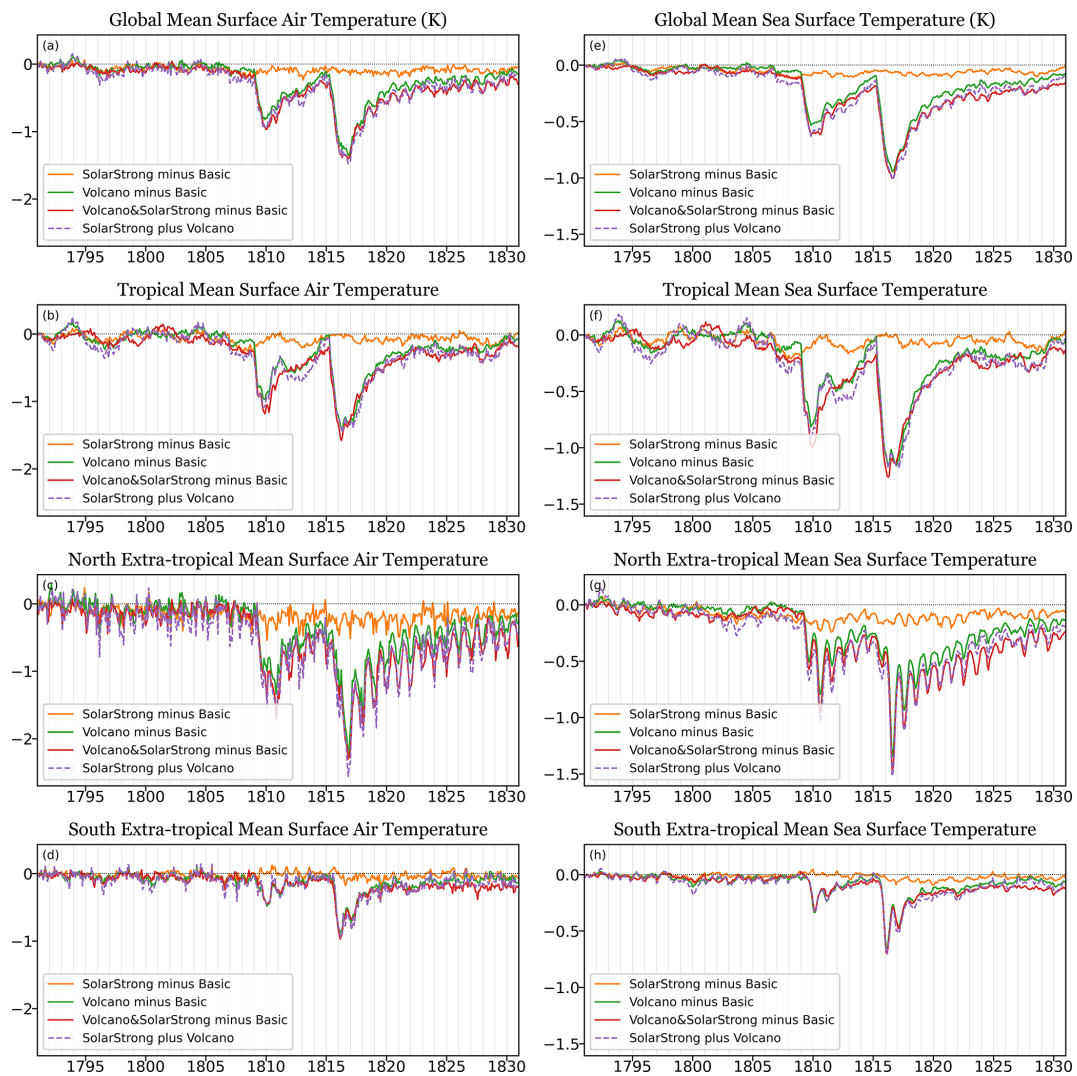 Global Mean Surface Air Temperature (K)
(a)
0
−1
−2
SolarStrong minus Basic
Volcano minus Basic
Volcano&SolarStrong minus Basic
SolarStrong plus Volcano
1795 1800 1805 1810 1815 1820 1825 1830
Global Mean Sea Surface Temperature (K)
(e)
0.0
−0.5
−1.0
−1.5
SolarStrong minus Basic
Volcano minus Basic
Volcano&SolarStrong minus Basic
SolarStrong plus Volcano
1795 1800 1805 1810 1815 1820 1825 1830
Tropical Mean Surface Air Temperature
(b)
0
−1
−2
SolarStrong minus Basic
Volcano minus Basic
Volcano&SolarStrong minus Basic
SolarStrong plus Volcano
1795 1800 1805 1810 1815 1820 1825 1830
Tropical Mean Sea Surface Temperature
(f)
0.0
−0.5
−1.0
−1.5
SolarStrong minus Basic
Volcano minus Basic
Volcano&SolarStrong minus Basic
SolarStrong plus Volcano
1795 1800 1805 1810 1815 1820 1825 1830
North Extra-tropical Mean Surface Air Temperature
(c)
0
−1
−2
SolarStrong minus Basic
Volcano minus Basic
Volcano&SolarStrong minus Basic
SolarStrong plus Volcano
1795 1800 1805 1810 1815 1820 1825 1830
North Extra-tropical Mean Sea Surface Temperature
(g)
0.0
−0.5
−1.0
−1.5
SolarStrong minus Basic
Volcano minus Basic
Volcano&SolarStrong minus Basic
SolarStrong plus Volcano
1795 1800 1805 1810 1815 1820 1825 1830
South Extra-tropical Mean Surface Air Temperature
(d)
0
−1
−2
SolarStrong minus Basic
Volcano minus Basic
Volcano&SolarStrong minus Basic
SolarStrong plus Volcano
1795 1800 1805 1810 1815 1820 1825 1830
South Extra-tropical Mean Sea Surface Temperature
(h)
0.0
−0.5
−1.0
−1.5
SolarStrong minus Basic
Volcano minus Basic
Volcano&SolarStrong minus Basic
SolarStrong plus Volcano
1795 1800 1805 1810 1815 1820 1825 1830